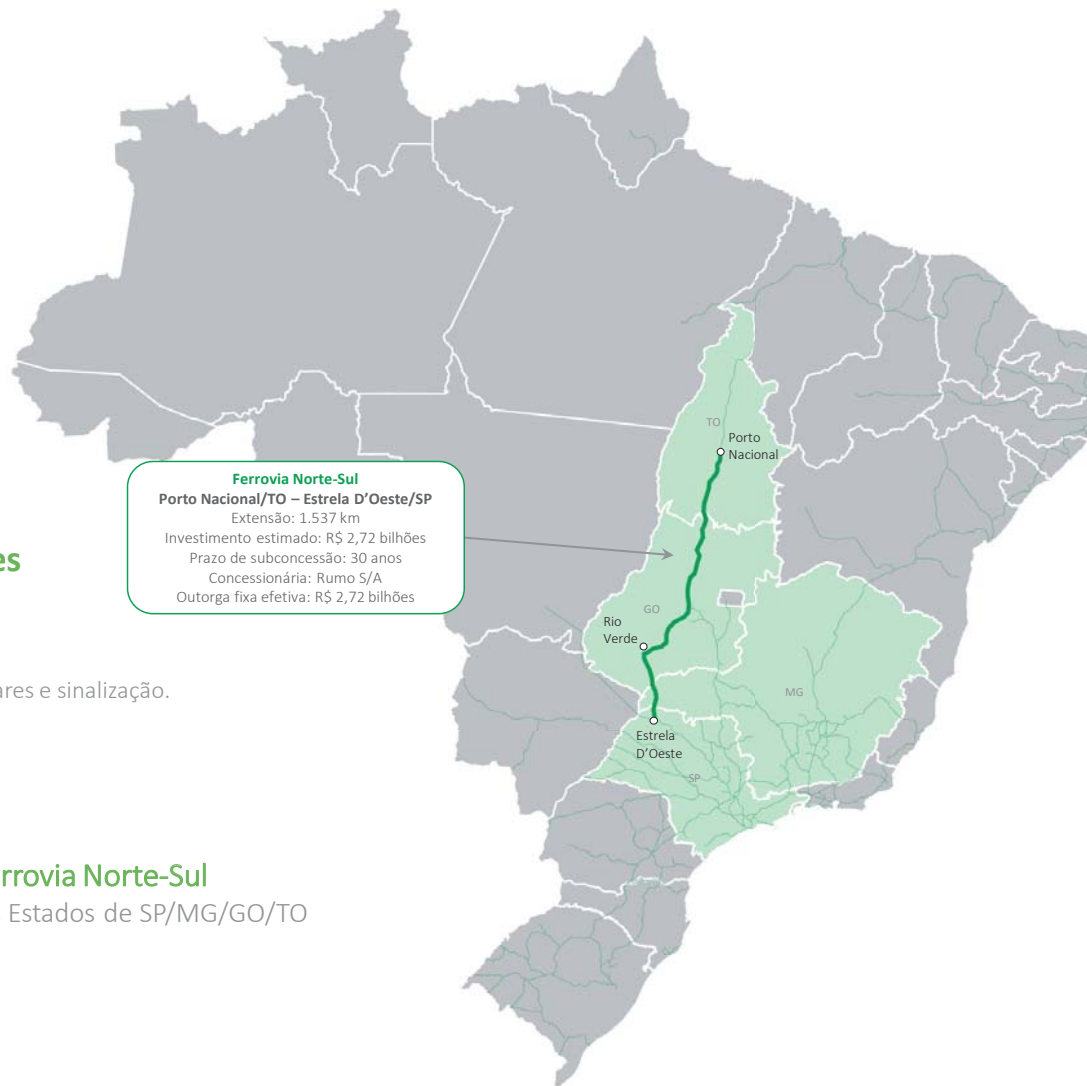 TO
Porto
Nacional
Ferrovia Norte-Sul
Porto Nacional/TO – Estrela D’Oeste/SP
Extensão: 1.537 km
Investimento estimado: R$ 2,72 bilhões
Prazo de subconcessão: 30 anos
Concessionária: Rumo S/A
Outorga fixa efetiva: R$ 2,72 bilhões
es
GO
Rio
Verde
ares e sinalização.
MG
Estrela
D’Oeste
SP
rrovia Norte-Sul
Estados de SP/MG/GO/TO